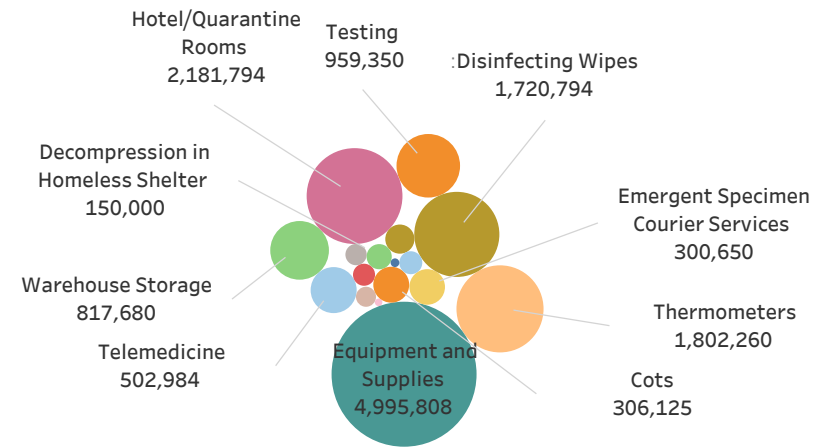 Hotel/Quarantine
Rooms
2,181,794
Testing
959,350
:Disinfecting Wipes
1,720,794
Decompression in
Homeless Shelter
150,000
Emergent Specimen
Courier Services
300,650
Warehouse Storage
817,680
Thermometers
1,802,260
Telemedicine
502,984
Equipment and
Supplies
4,995,808
Cots
306,125